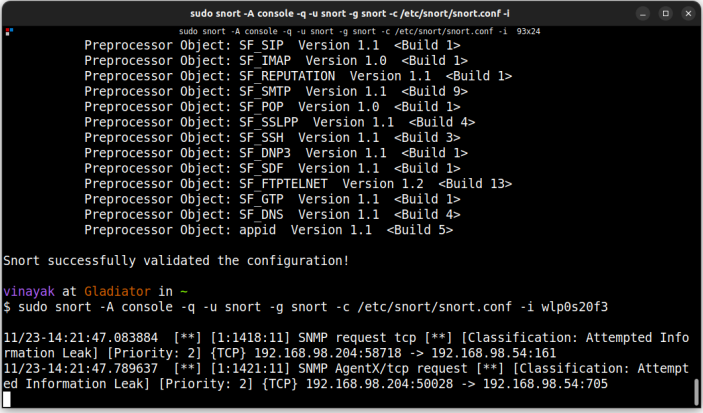 sudo snort -A console -q -u snort -g snort -c /etc/snort/snort.conf -i
sudo snort -A console -q -u snort -g snort -c /etc/snort/snort.conf -i 93x24
Preprocessor Object: SF_SIP Version 1.1 <Build 1>
Preprocessor Object: SF_IMAP Version 1.0 <Build 1>
Preprocessor Object: SF_REPUTATION Version 1.1 <Build 1>
Preprocessor Object: SF_SMTP Version 1.1 <Build 9>
Preprocessor Object: SF_POP Version 1.0 <Build 1>
Preprocessor Object: SF_SSLPP Version 1.1 <Build 4>
Preprocessor Object: SF_SSH Version 1.1 <Build 3>
Preprocessor Object: SF_DNP3 Version 1.1 <Build 1>
Preprocessor Object: SF_SDF Version 1.1 <Build 1>
Preprocessor Object: SF_FTPTELNET Version 1.2 <Build 13>
Preprocessor Object: SF_GTP Version 1.1 <Build 1>
Preprocessor Object: SF_DNS Version 1.1 <Build 4>
Preprocessor Object: appid Version 1.1 <Build 5>
Snort successfully validated the configuration!
vinayak at Gladiator in ~
$ sudo snort -A console -q -u snort -g snort -c /etc/snort/snort.conf -i wlp0s20f3
11/23-14:21:47.083884 [**] [1:1418:11] SNMP request tcp [**] [Classification: Attempted Info
rmation Leak] [Priority: 2] {TCP} 192.168.98.204:58718 -> 192.168.98.54:161
11/23-14:21:47.789637 [**] [1:1421:11] SNMP AgentX/tcp request [**] [Classification: Attempt
ed Information Leak] [Priority: 2] {TCP} 192.168.98.204:50028 -> 192.168.98.54:705